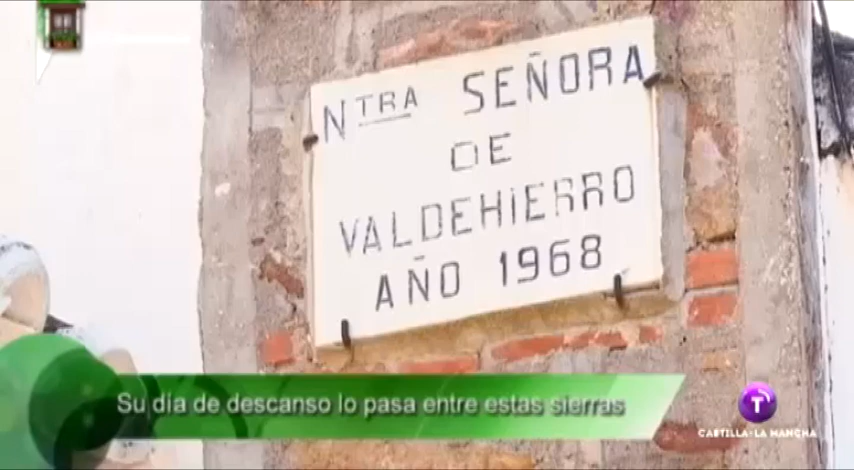 NTRA SEÑORA
DE
VALDEHIERRO
AÑO 1968
Su día de descanso lo pasa entre estas sierras
T
CASTILLA-LA MANCHA